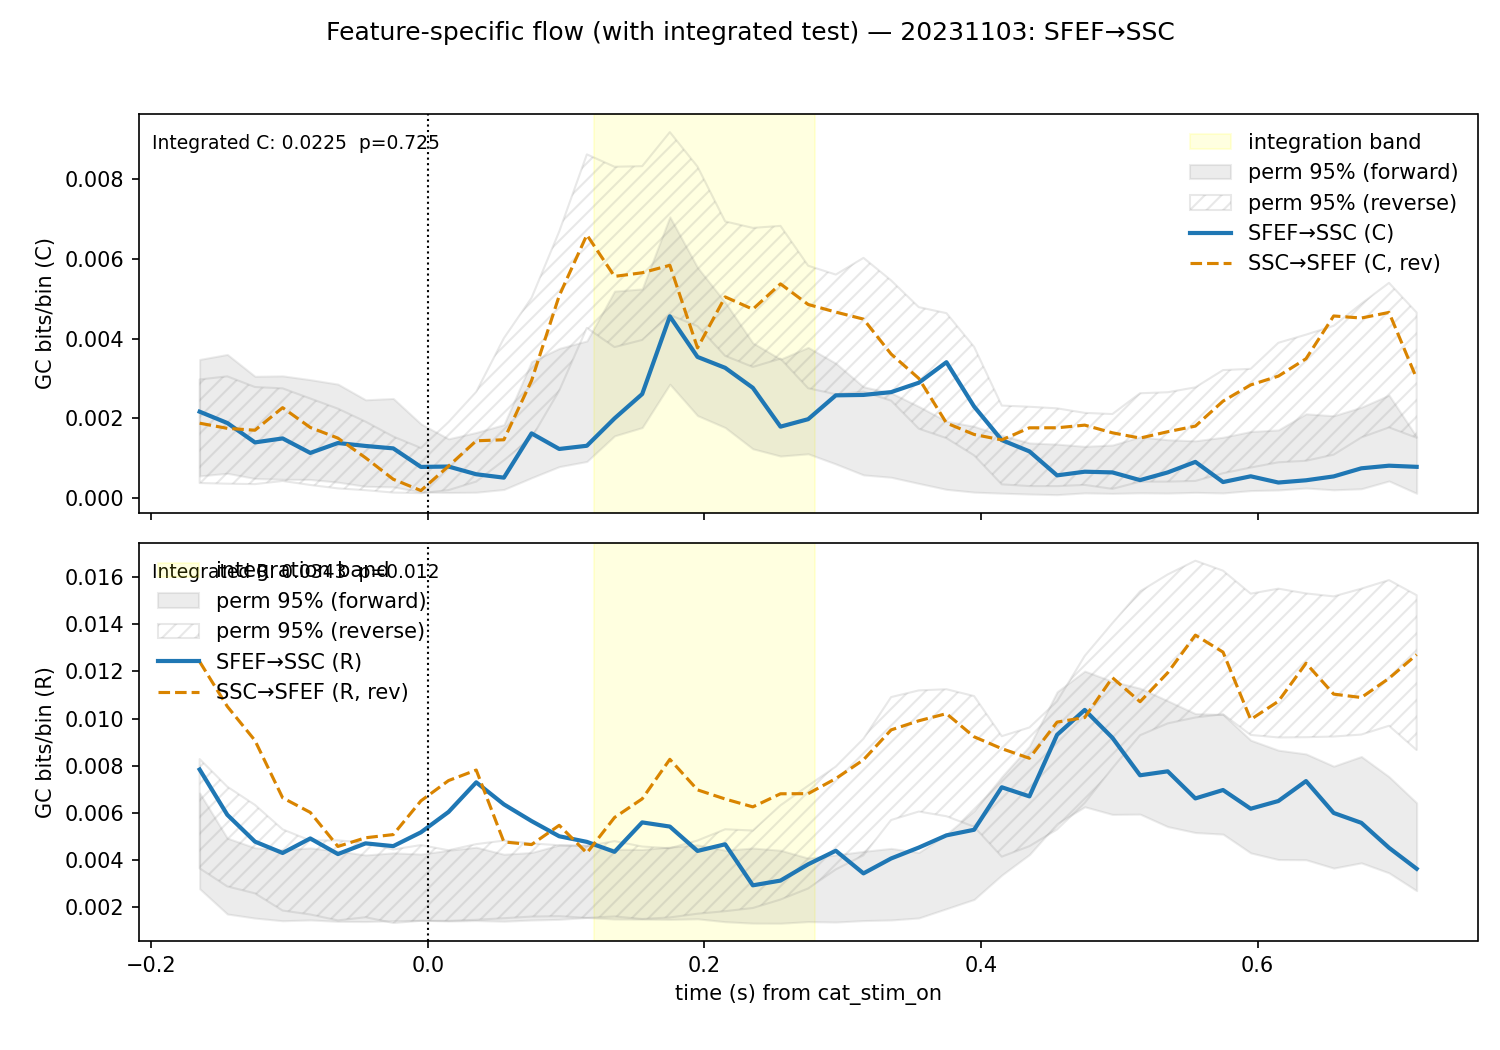 Feature-specific flow (with integrated test) — 20231103: SFEF→SSC
Integrated C: 0.0225  p=0.725
integration band
perm 95% (forward)
perm 95% (reverse)
SFEF→SSC (C)
SSC→SFEF (C, rev)
GC bits/bin (C)
0.008
0.006
0.004
0.002
0.000
Integrated R: 0.0343  p=0.012
integration band
perm 95% (forward)
perm 95% (reverse)
SFEF→SSC (R)
SSC→SFEF (R, rev)
GC bits/bin (R)
0.016
0.014
0.012
0.010
0.008
0.006
0.004
0.002
−0.2
0.0
0.2
0.4
0.6
time (s) from cat_stim_on